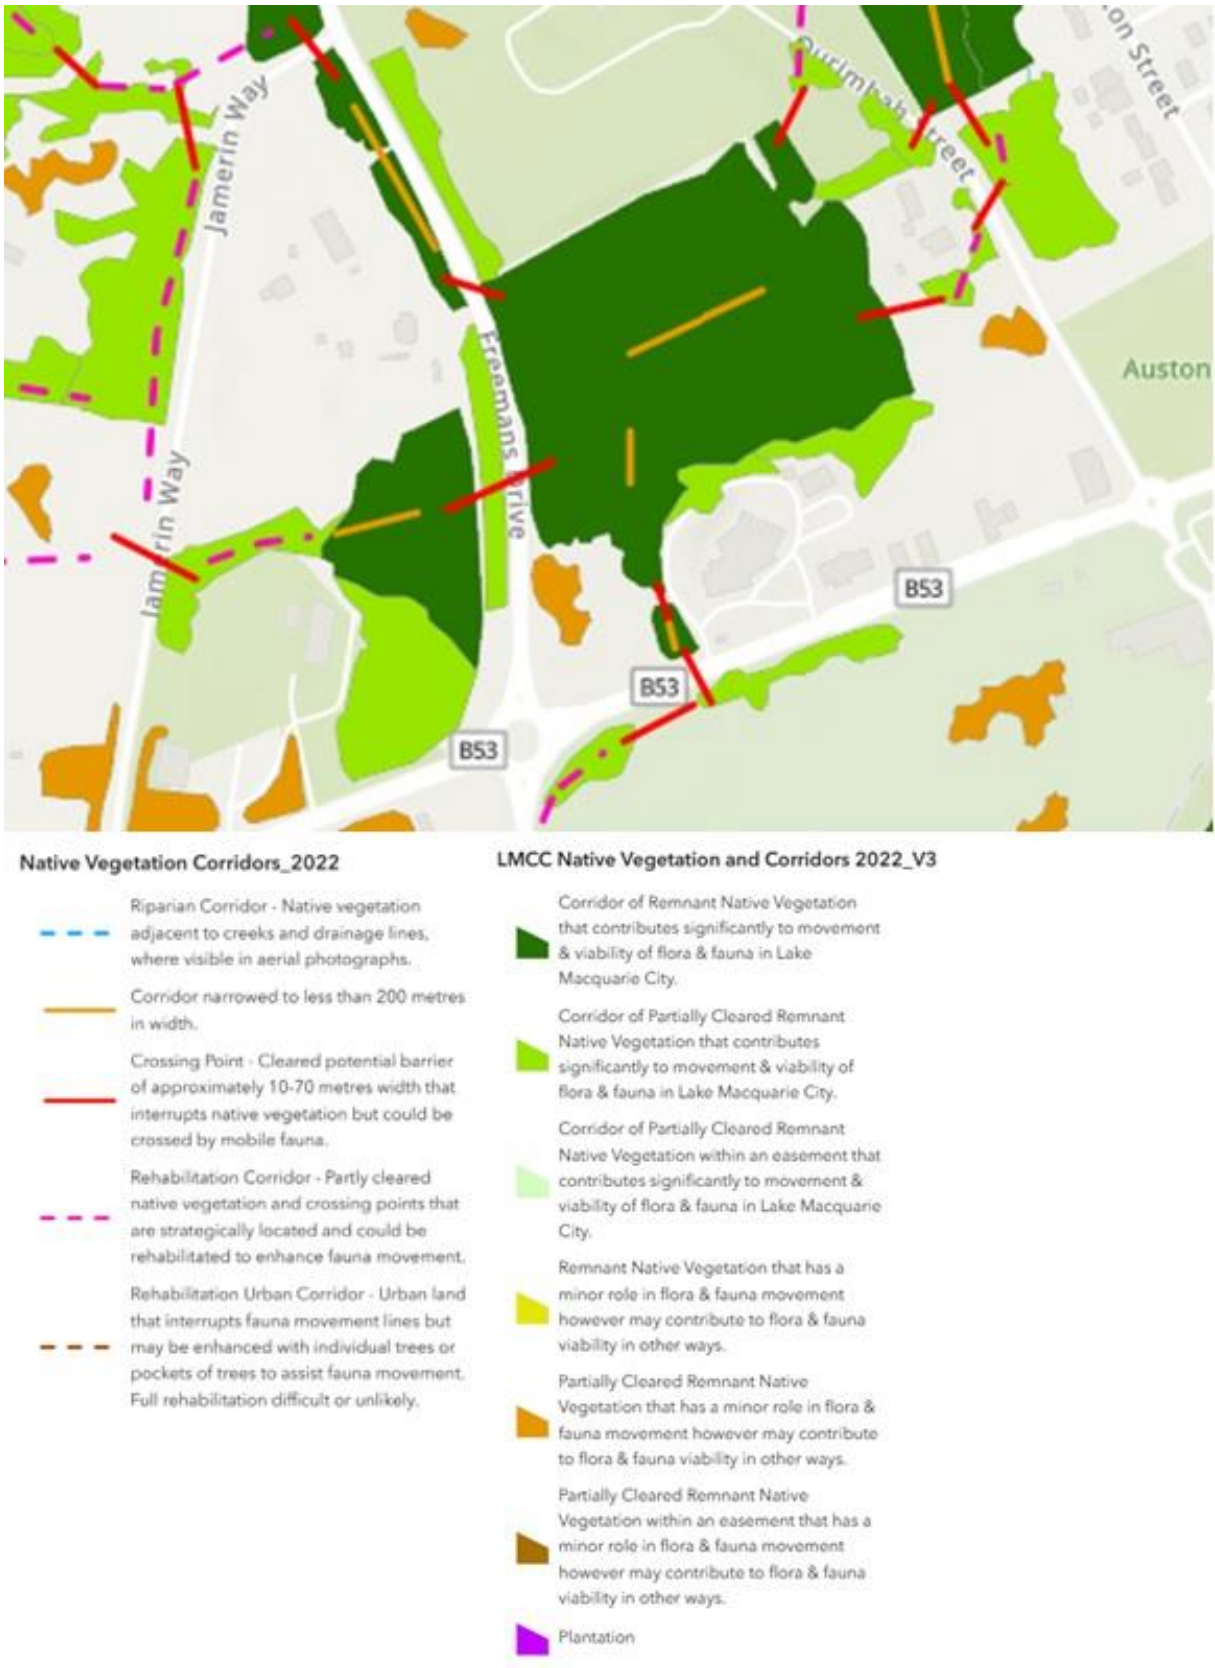 Jamerin Way
Ourimbah Street
on Street
Freemans Drive
Auston
Jamerin Way
B53
B53
B53
Native Vegetation Corridors_2022
Riparian Corridor - Native vegetation
adjacent to creeks and drainage lines,
where visible in aerial photographs.
Corridor narrowed to less than 200 metres
in width.
Crossing Point - Cleared potential barrier
of approximately 10-70 metres width that
interrupts native vegetation but could be
crossed by mobile fauna.
Rehabilitation Corridor - Partly cleared
native vegetation and crossing points that
are strategically located and could be
rehabilitated to enhance fauna movement.
Rehabilitation Urban Corridor - Urban land
that interrupts fauna movement lines but
may be enhanced with individual trees or
pockets of trees to assist fauna movement.
Full rehabilitation difficult or unlikely.
LMCC Native Vegetation and Corridors 2022_V3
Corridor of Remnant Native Vegetation
that contributes significantly to movement
& viability of flora & fauna in Lake
Macquarie City.
Corridor of Partially Cleared Remnant
Native Vegetation that contributes
significantly to movement & viability of
flora & fauna in Lake Macquarie City.
Corridor of Partially Cleared Remnant
Native Vegetation within an easement that
contributes significantly to movement &
viability of flora & fauna in Lake Macquarie
City.
Remnant Native Vegetation that has a
minor role in flora & fauna movement
however may contribute to flora & fauna
viability in other ways.
Partially Cleared Remnant Native
Vegetation that has a minor role in flora &
fauna movement however may contribute
to flora & fauna viability in other ways.
Partially Cleared Remnant Native
Vegetation within an easement that has a
minor role in flora & fauna movement
however may contribute to flora & fauna
viability in other ways.
Plantation